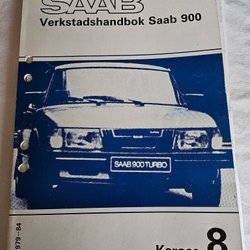 SAAB
Verkstadshandbok Saab 900
SAAB 900 TURBO
1979-84
8